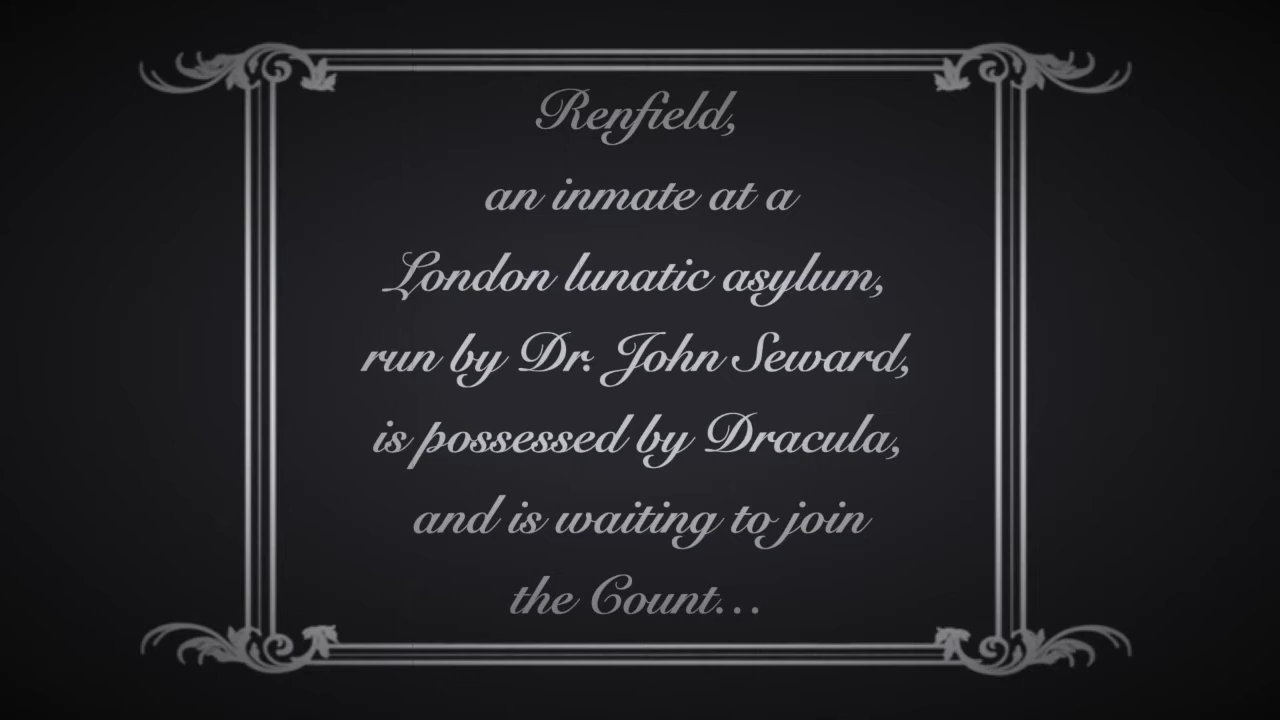 Renfield,
an inmate at a
London lunatic asylum,
run by Dr. John Seward,
is possessed by Dracula,
and is waiting to join
the Count...